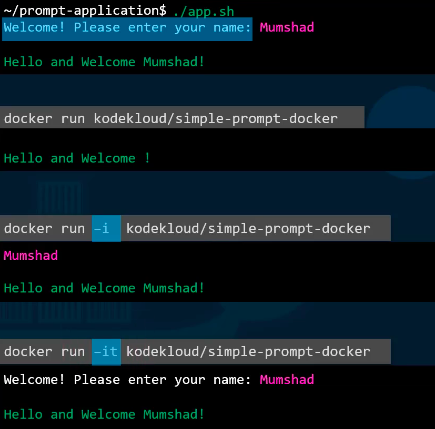 ~/prompt-application$ ./app.sh
Welcome! Please enter your name: Mumshad
Hello and Welcome Mumshad!
docker run kodekloud/simple-prompt-docker
Hello and Welcome !
docker run -i kodekloud/simple-prompt-docker
Mumshad
Hello and Welcome Mumshad!
docker run -it kodekloud/simple-prompt-docker
Welcome! Please enter your name: Mumshad
Hello and Welcome Mumshad!